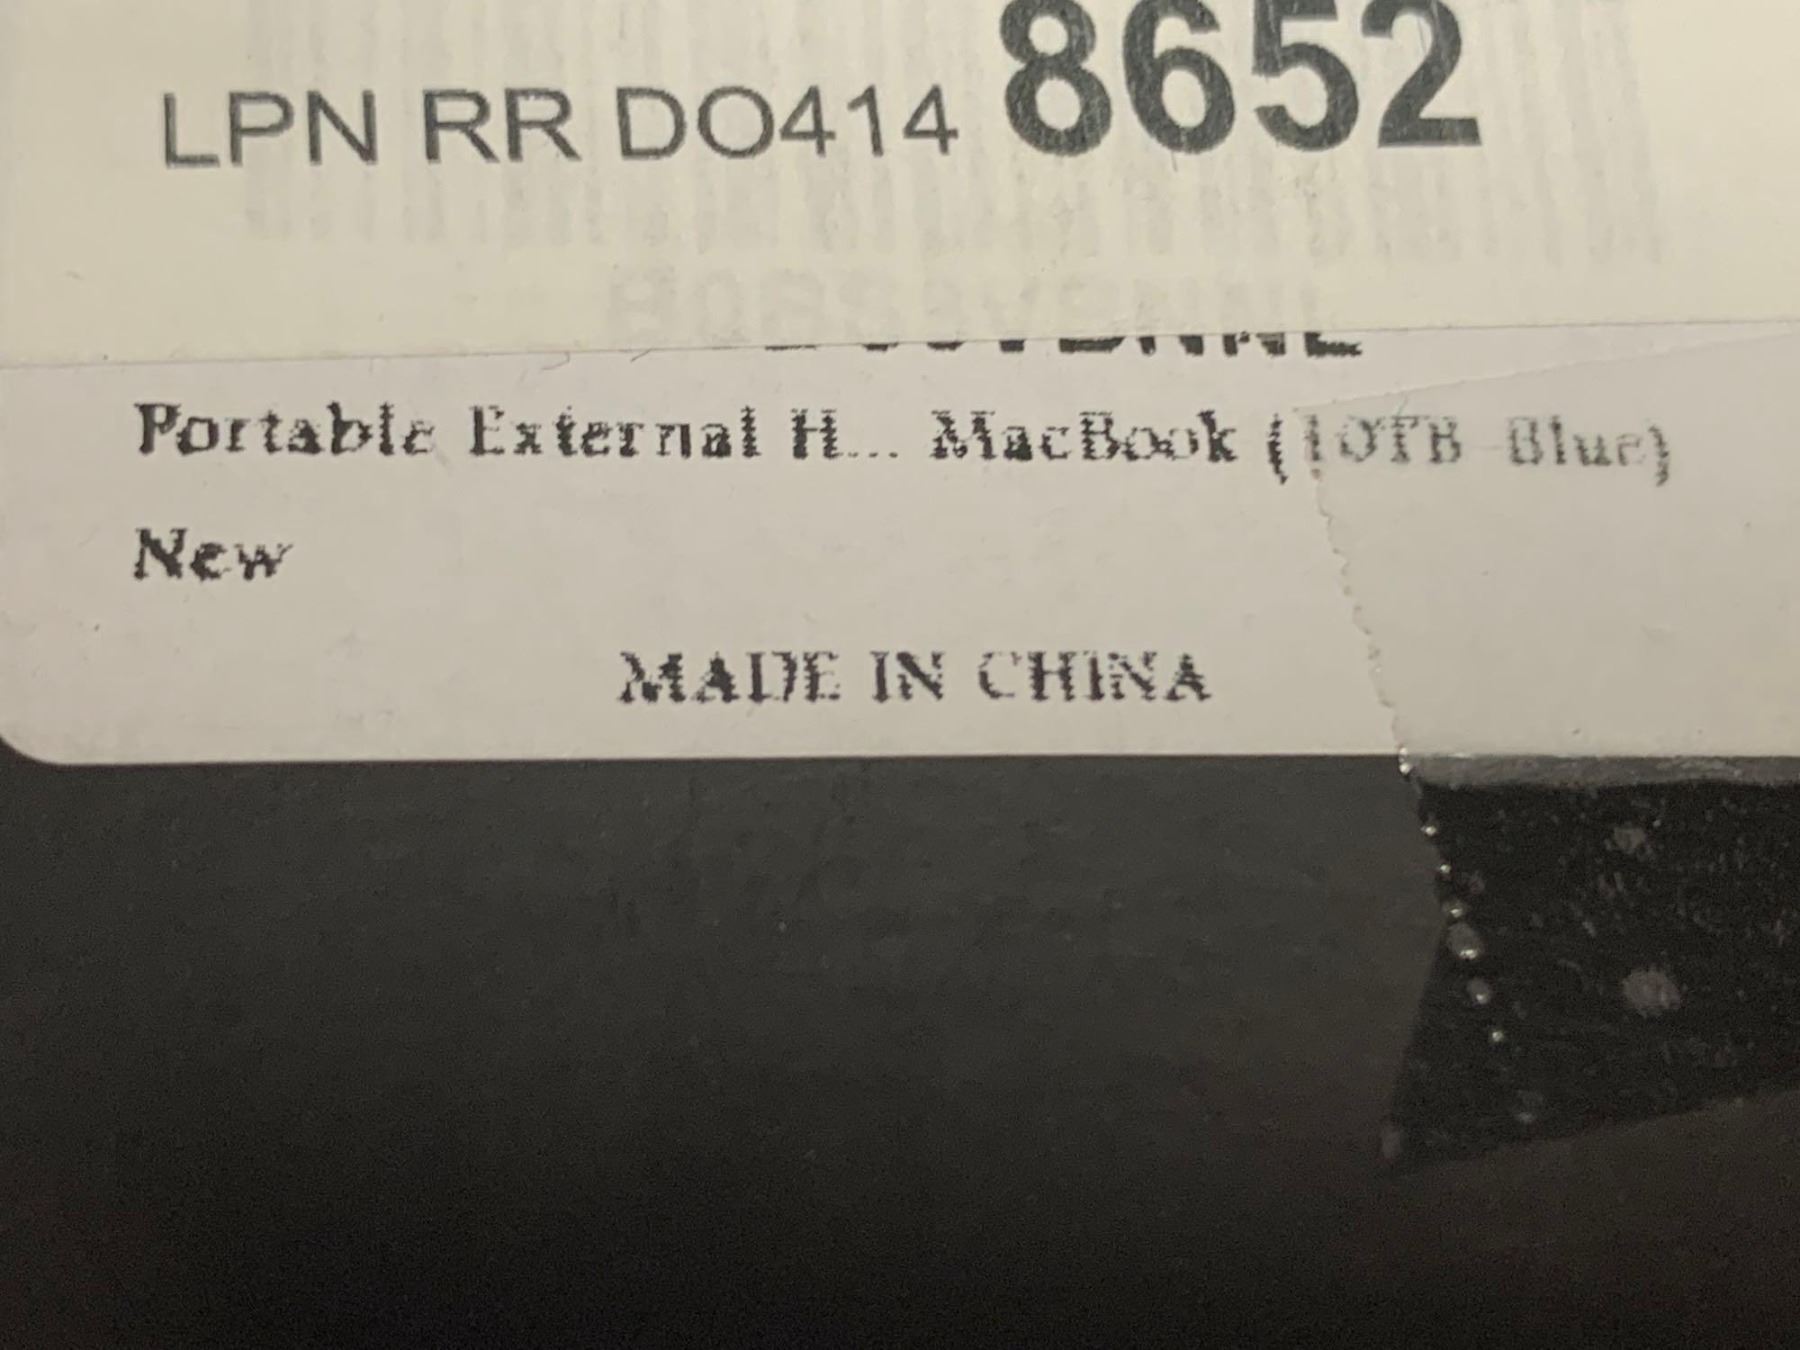 LPN RR DO414 8652
Portable External H... MacBook (10TB Blue)
New
MADE IN CHINA